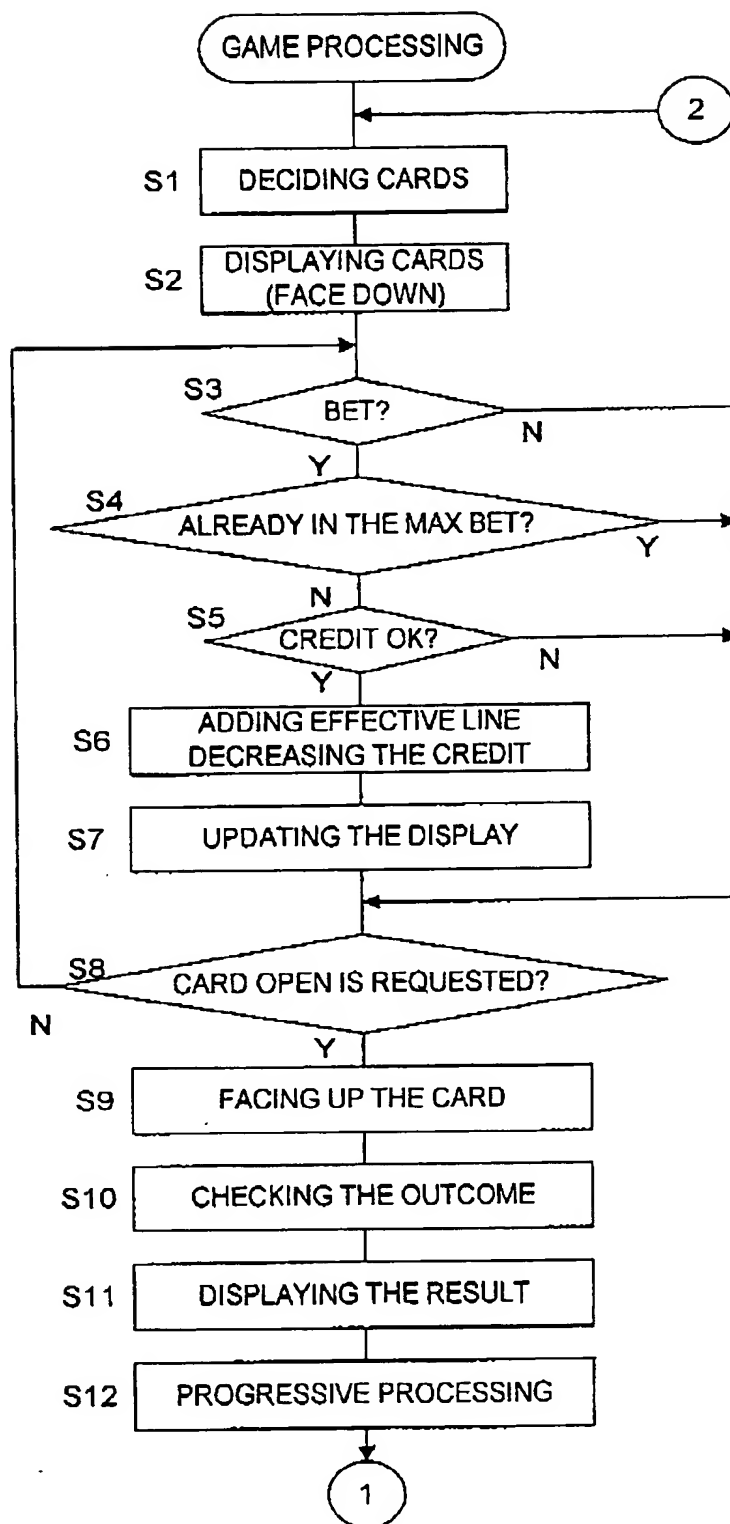 GAME PROCESSING
2
S1
DECIDING CARDS
S2
DISPLAYING CARDS
(FACE DOWN)
S3
BET?
N
Y
S4
ALREADY IN THE MAX BET?
Y
N
S5
CREDIT OK?
N
Y
S6
ADDING EFFECTIVE LINE
DECREASING THE CREDIT
S7
UPDATING THE DISPLAY
S8
CARD OPEN IS REQUESTED?
N
Y
S9
FACING UP THE CARD
S10
CHECKING THE OUTCOME
S11
DISPLAYING THE RESULT
S12
PROGRESSIVE PROCESSING
1